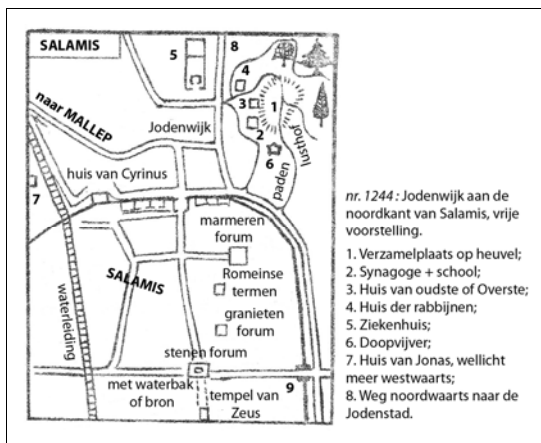 SALAMIS
5
8
4
naar MALLEP
3
1
Jodenwijk
2
lusthof
6
huis van Cyrinus
paden
7
marmeren
forum
SALAMIS
Romeinse
termen
waterleiding
granieten
forum
stenen forum
met waterbak
of bron
tempel van
Zeus
9
nr. 1244 : Jodenwijk aan de
noordkant van Salamis, vrije
voorstelling.
1. Verzamelplaats op heuvel;
2. Synagoge + school;
3. Huis van oudste of Overste;
4. Huis der rabbijnen;
5. Ziekenhuis;
6. Doopvijver;
7. Huis van Jonas, wellicht
meer westwaarts;
8. Weg noordwaarts naar de
Jodenstad.